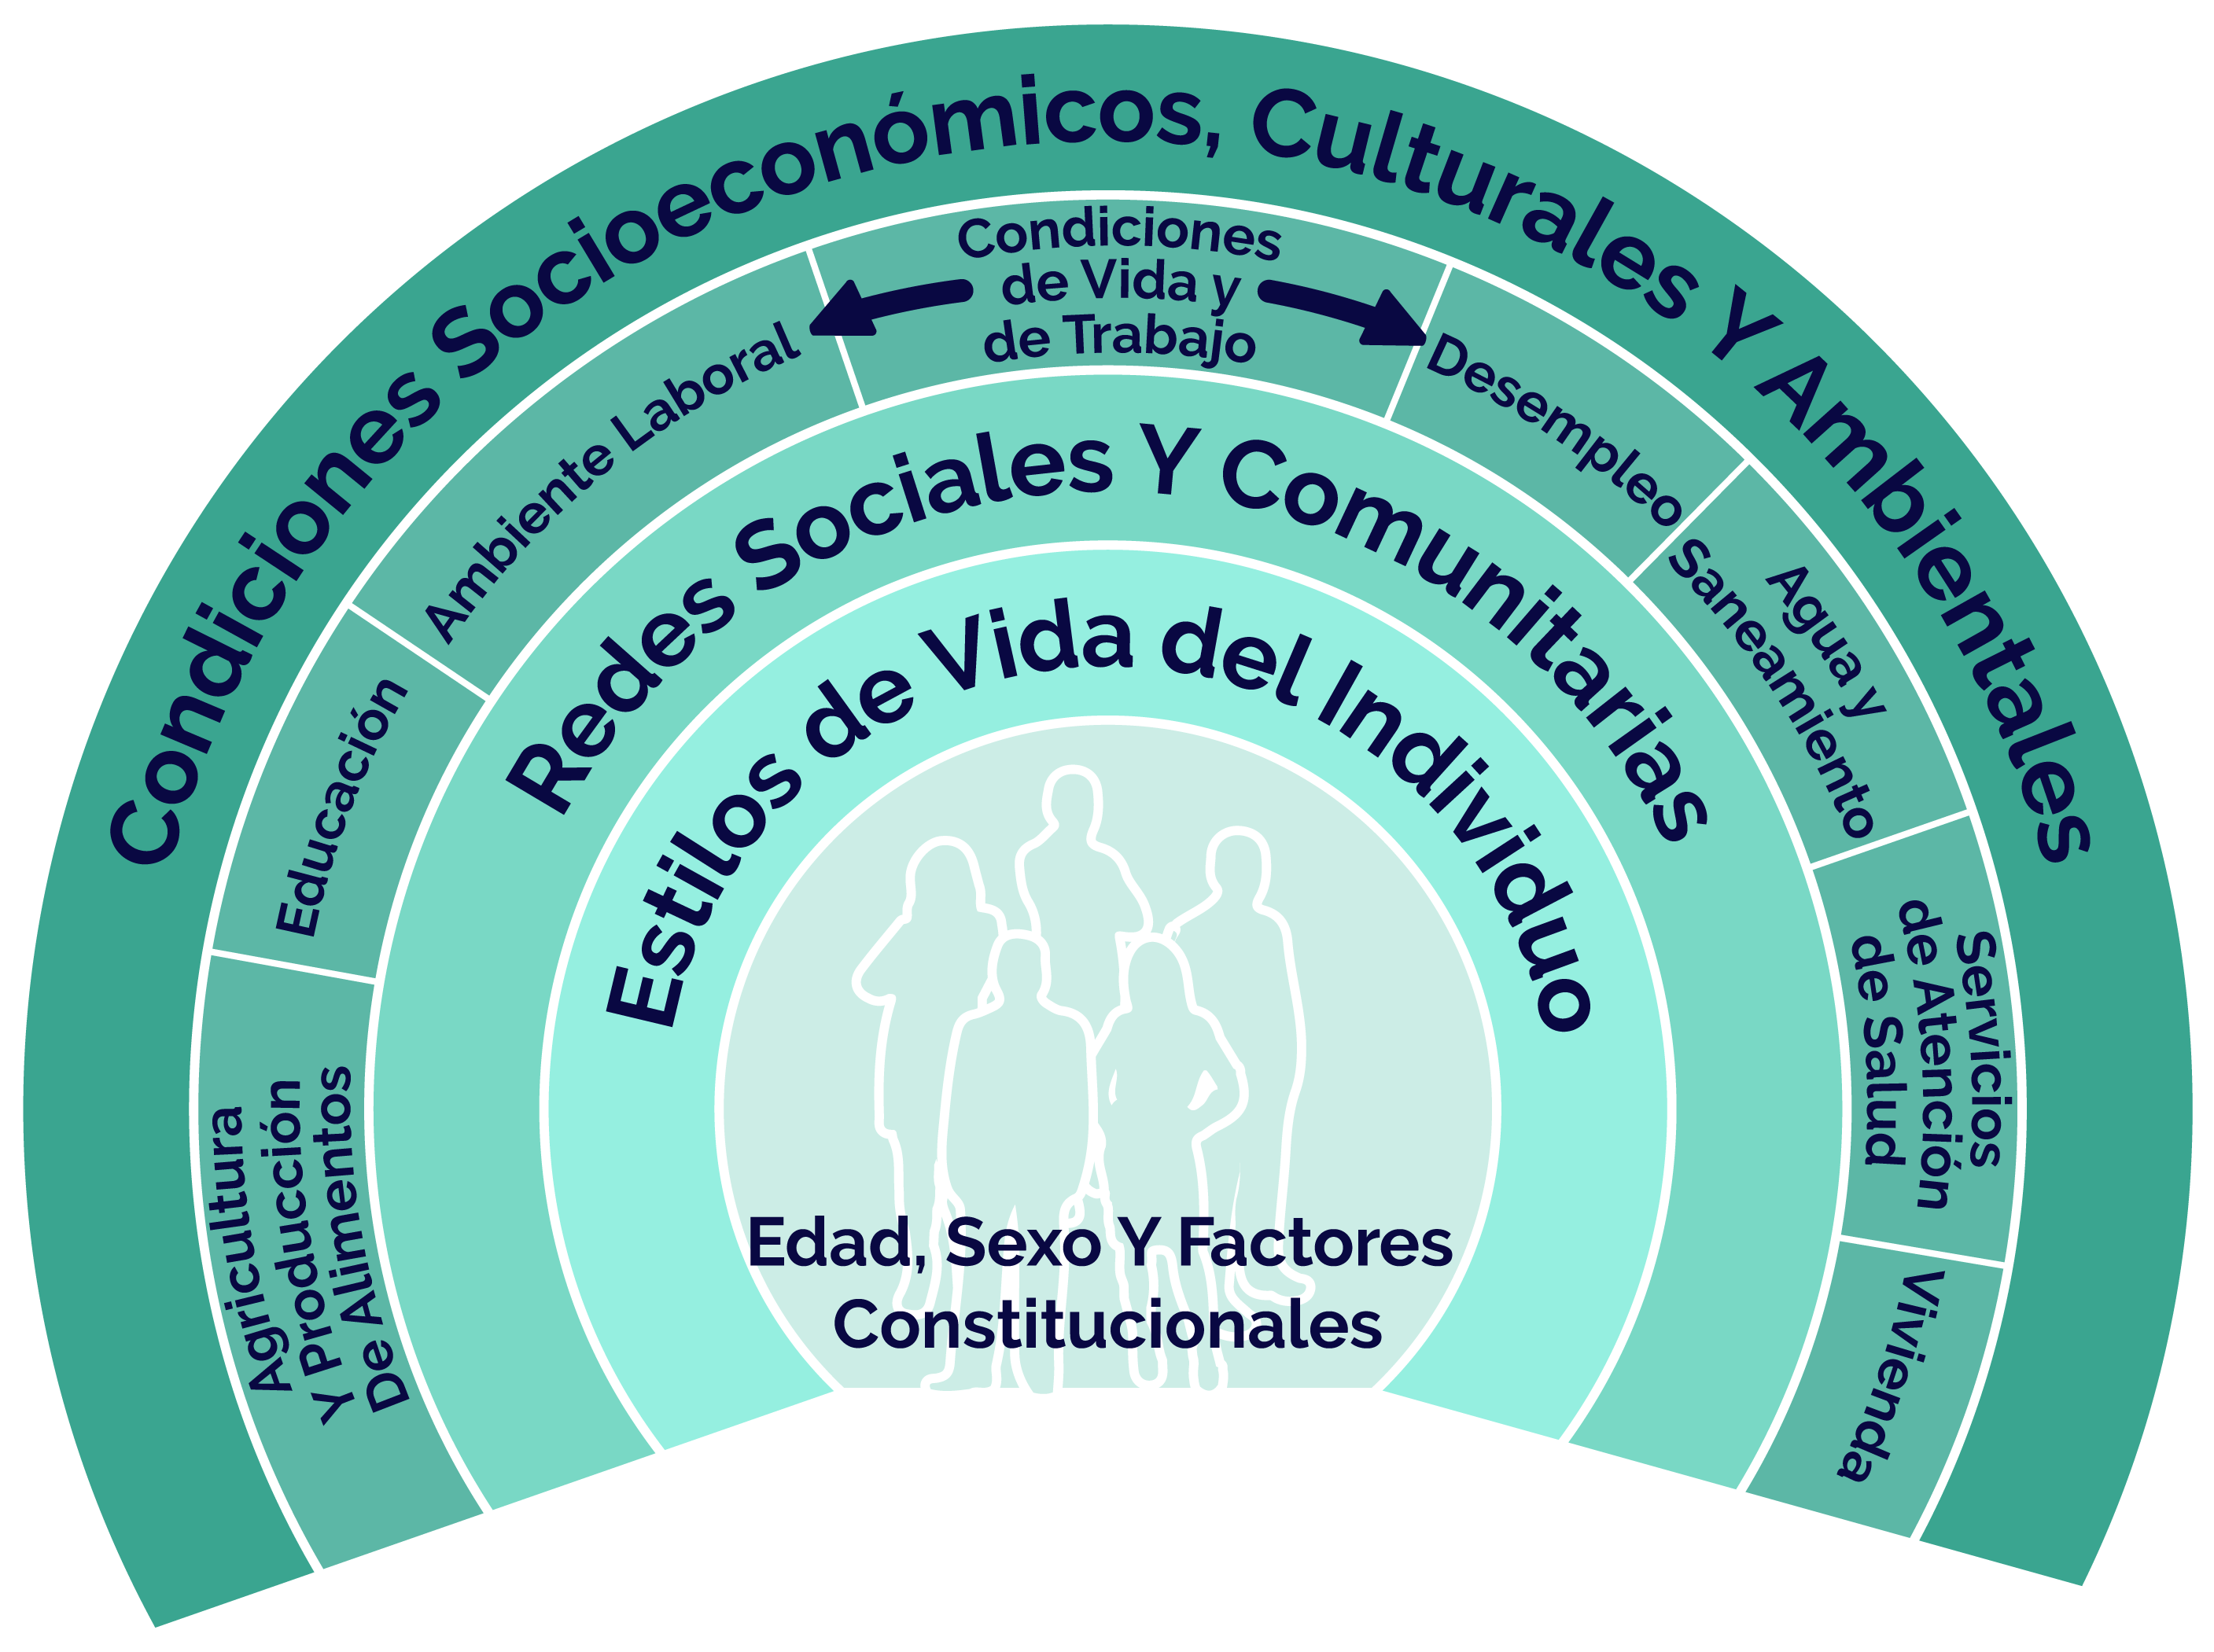 Condiciones Socioeconómicos, Culturales Y Ambientales
Condiciones
de Vida y
de Trabajo
Agricultura
Y Producción
De Alimentos
Educación
Ambiente Laboral
Desempleo
Agua y
Saneamiento
Servicios
de Atención
de Salud
Vivienda
Redes Sociales Y Comunitarias
Estilos de Vida del Individuo
Edad, Sexo Y Factores
Constitucionales